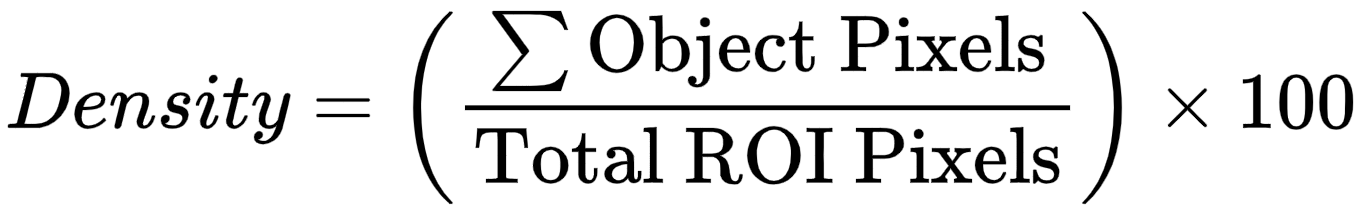 Density = ( ∑ Object Pixels / Total ROI Pixels ) × 100